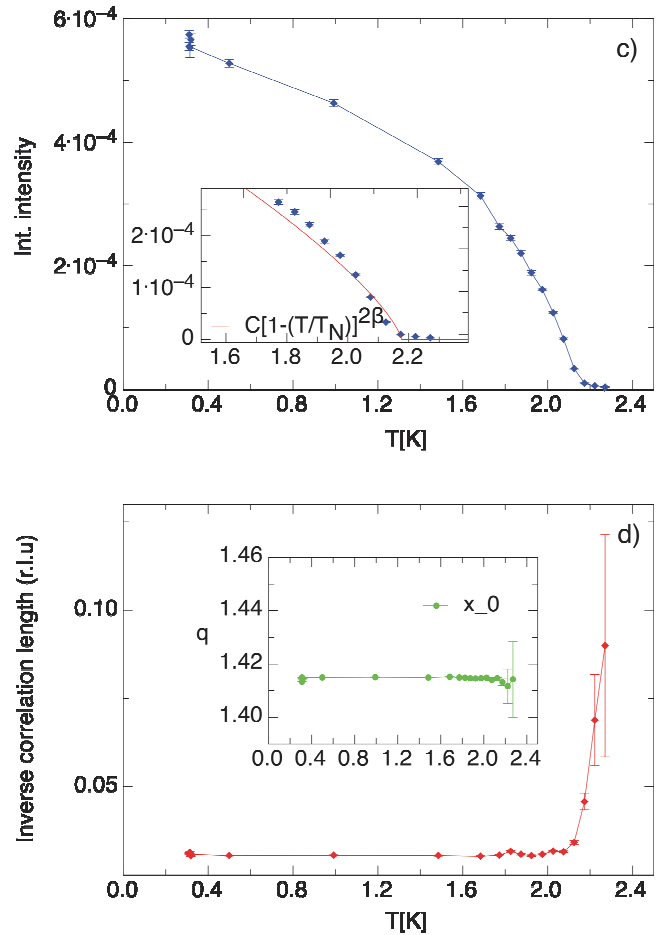 c)
6·10⁻⁴
4·10⁻⁴
2·10⁻⁴
0
Int. intensity
2·10⁻⁴
1·10⁻⁴
0
C[1-(T/T_N)]^2β
1.6 1.8 2.0 2.2 2.4
0.0 0.4 0.8 1.2 1.6 2.0 2.4
T[K]
d)
0.10
0.05
Inverse correlation length (r.l.u)
1.46
1.44
1.42
1.40
q
x_0
0.0 0.4 0.8 1.2 1.6 2.0 2.4
0.0 0.4 0.8 1.2 1.6 2.0 2.4
T[K]